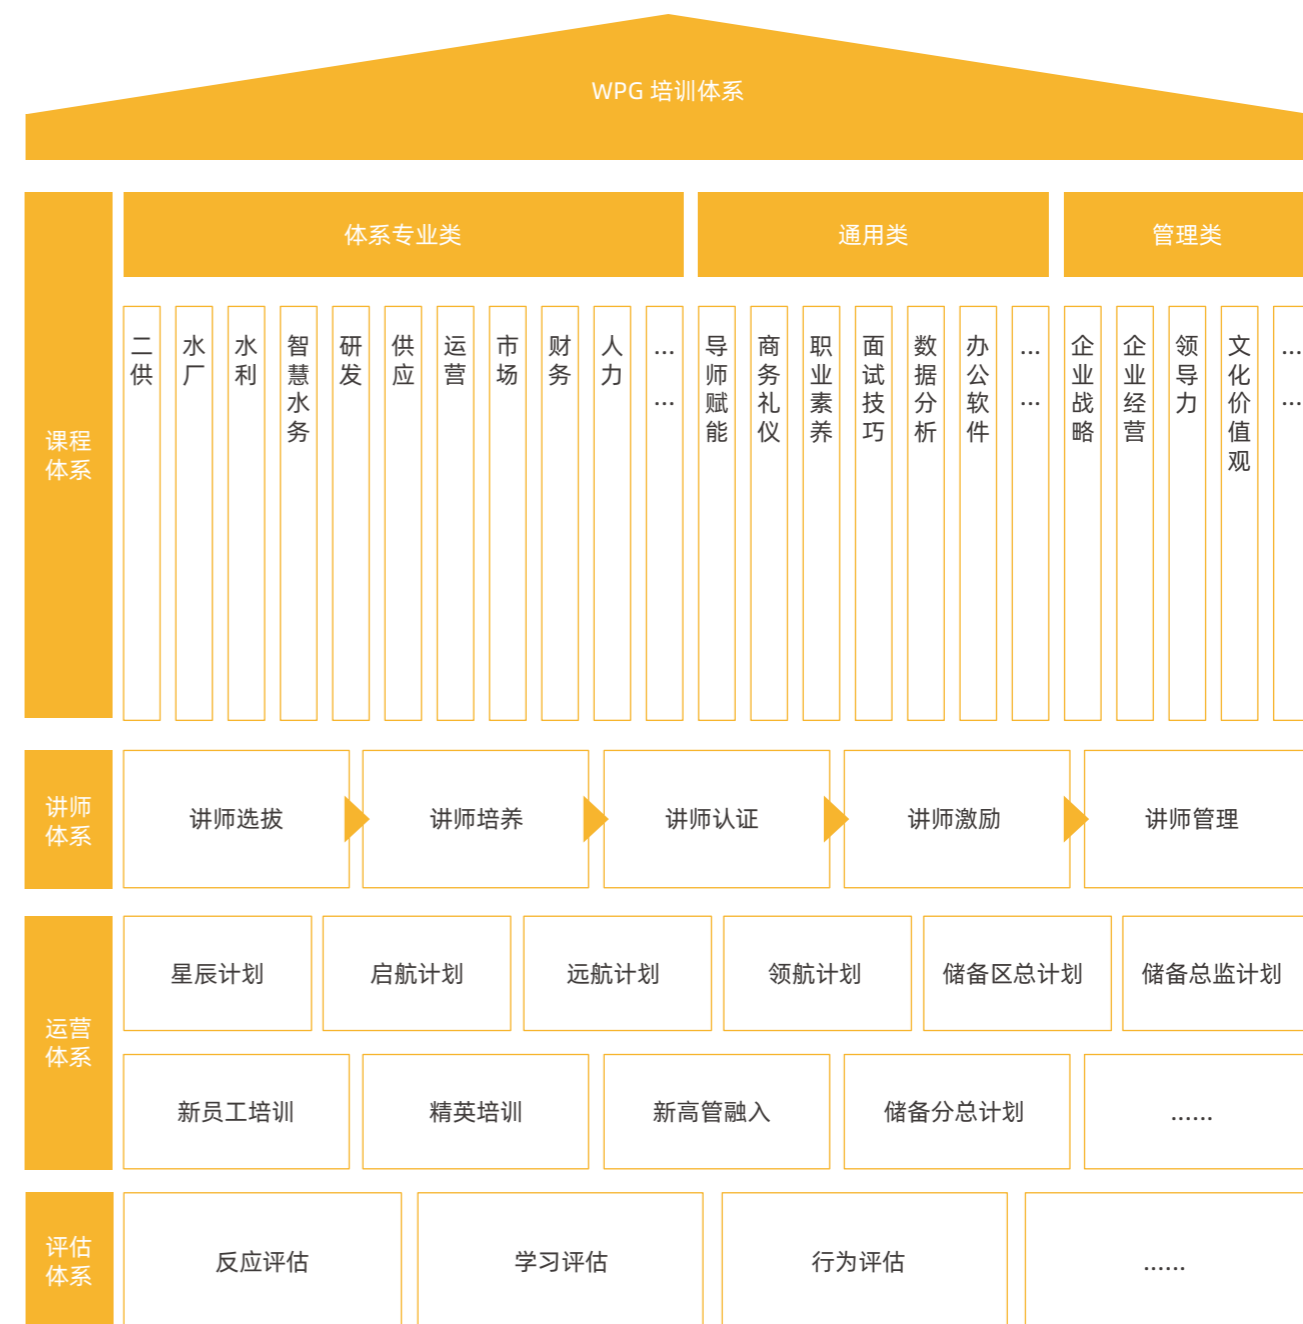 WPG 培训体系
课程
体系
体系专业类
通用类
管理类
二供
水厂
水利
智慧水务
研发
供应
运营
市场
财务
人力
... ...
导师赋能
商务礼仪
职业素养
面试技巧
数据分析
办公软件
... ...
企业战略
企业经营
领导力
文化价值观
... ...
讲师
体系
讲师选拔
讲师培养
讲师认证
讲师激励
讲师管理
运营
体系
星辰计划
启航计划
远航计划
领航计划
储备区总计划
储备总监计划
新员工培训
精英培训
新高管融入
储备分总计划
......
评估
体系
反应评估
学习评估
行为评估
......